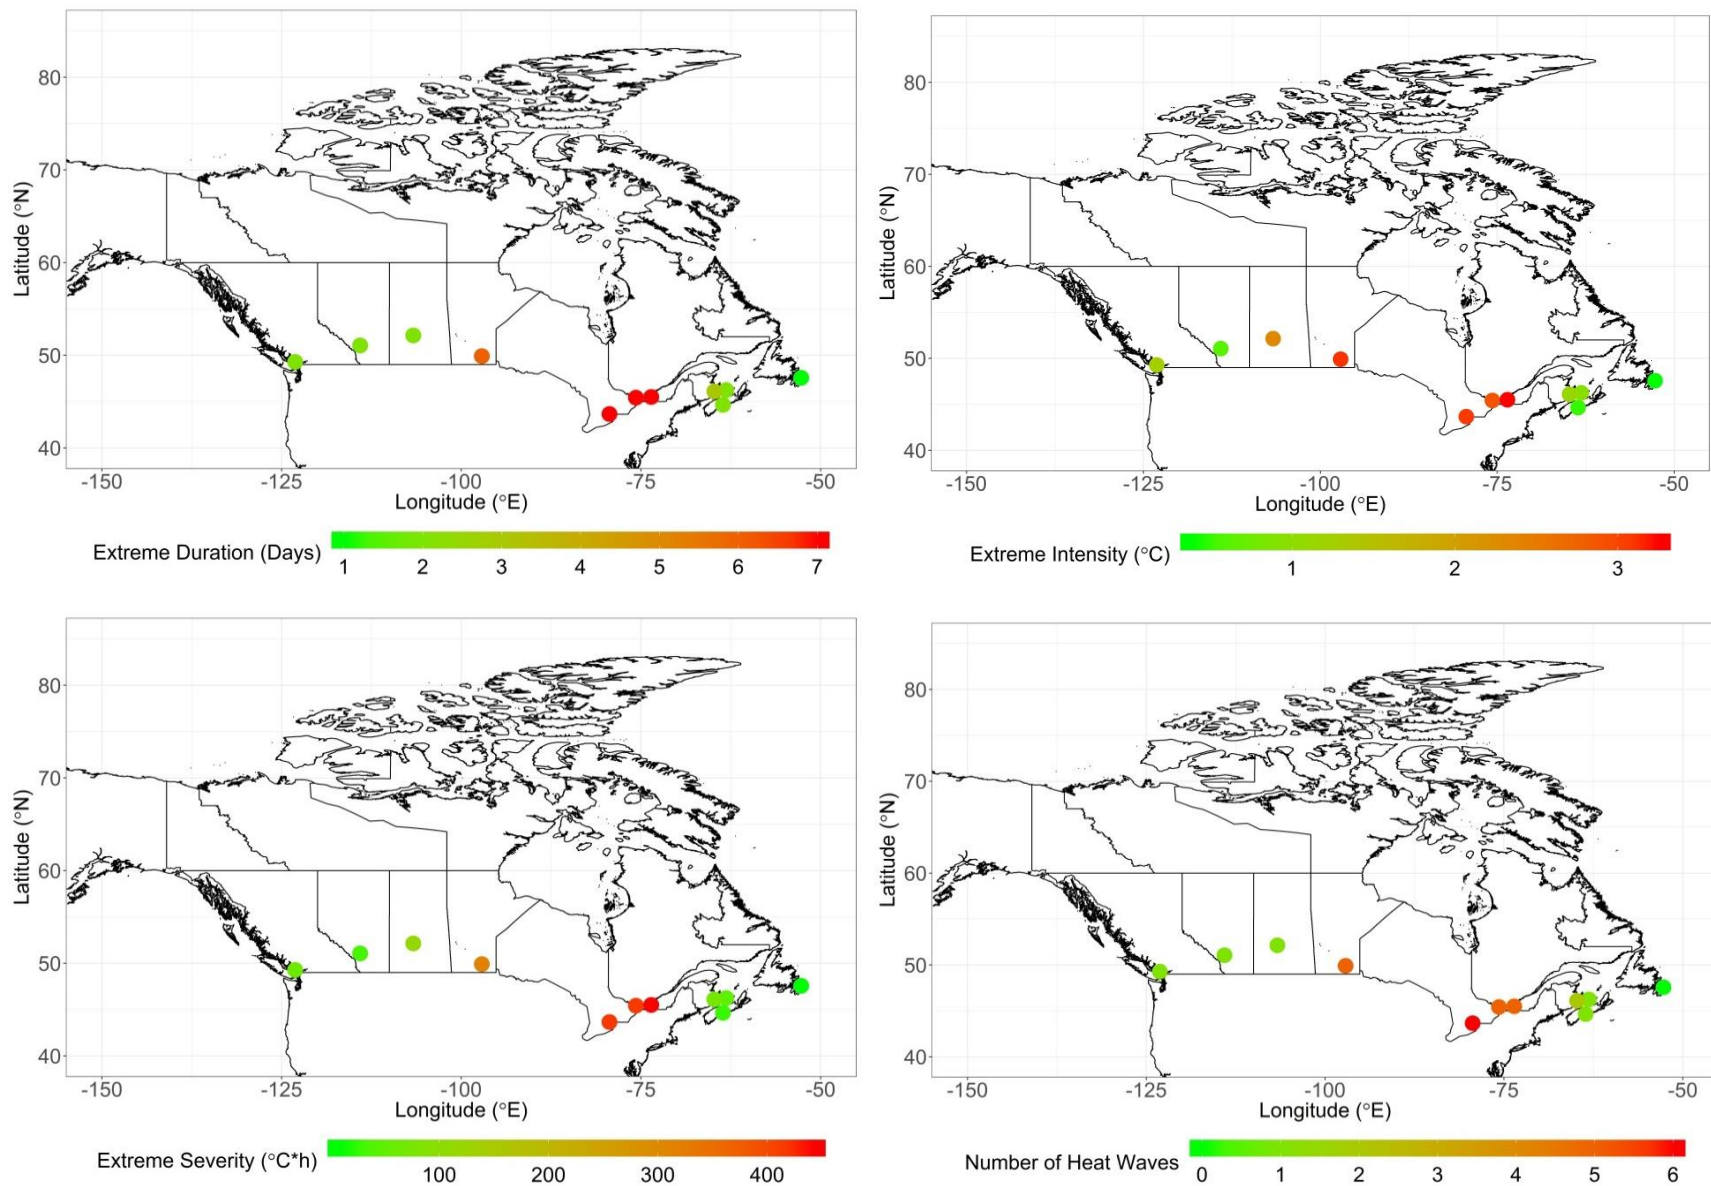 80
70
60
50
40
Latitude (°N)
-150 -125 -100 -75 -50
Longitude (°E)
Extreme Duration (Days)
1 2 3 4 5 6 7
80
70
60
50
40
Latitude (°N)
-150 -125 -100 -75 -50
Longitude (°E)
Extreme Intensity (°C)
1 2 3
80
70
60
50
40
Latitude (°N)
-150 -125 -100 -75 -50
Longitude (°E)
Extreme Severity (°C*h)
100 200 300 400
80
70
60
50
40
Latitude (°N)
-150 -125 -100 -75 -50
Longitude (°E)
Number of Heat Waves
0 1 2 3 4 5 6